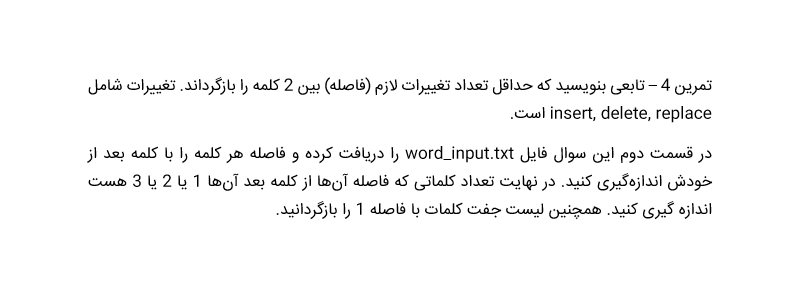 تمرین 4 – تابعی بنویسید که حداقل تعداد تغییرات لازم (فاصله) بین 2 کلمه را بازگرداند. تغییرات شامل
insert, delete, replace است.
در قسمت دوم این سوال فایل word_input.txt را دریافت کرده و فاصله هر کلمه را با کلمه بعد از
خودش اندازه‌گیری کنید. در نهایت تعداد کلماتی که فاصله آن‌ها از کلمه بعد آن‌ها 1 یا 2 یا 3 هست
اندازه گیری کنید. همچنین لیست جفت کلمات با فاصله 1 را بازگردانید.